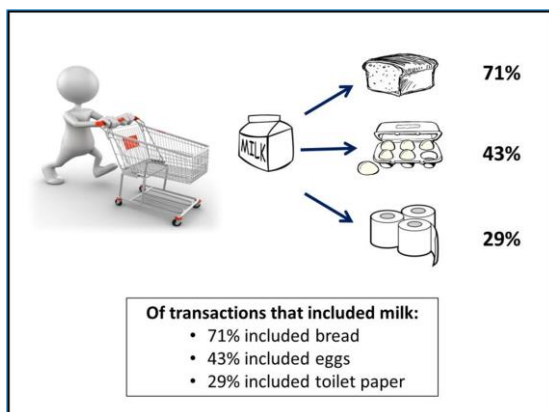 71%
MILK
43%
29%
Of transactions that included milk:
• 71% included bread
• 43% included eggs
• 29% included toilet paper